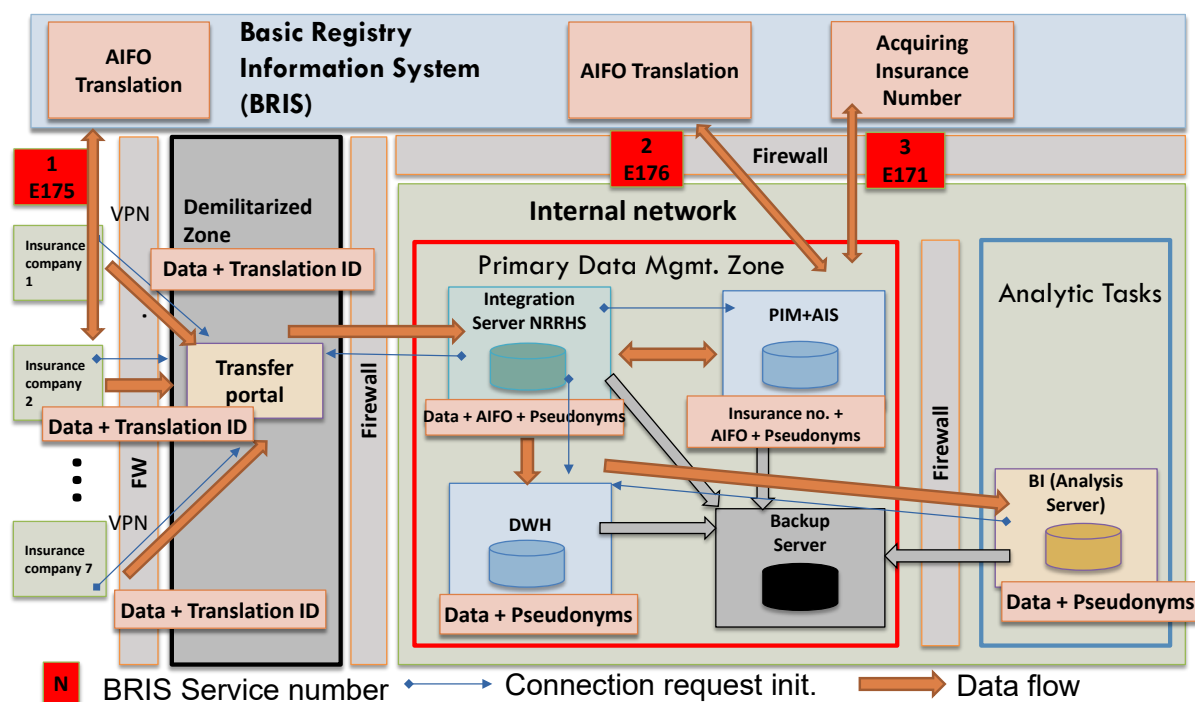 AIFO
Translation
Basic Registry
Information System
(BRIS)
AIFO Translation
Acquiring
Insurance
Number
1
E175
2
E176
Firewall
3
E171
VPN
Demilitarized
Zone
Internal network
Insurance
company
1
Data + Translation ID
Primary Data Mgmt. Zone
Analytic Tasks
Integration
Server NRRHS
PIM+AIS
Insurance
company
2
Transfer
portal
Firewall
Data + AIFO + Pseudonyms
Insurance no. +
AIFO + Pseudonyms
Firewall
Data + Translation ID
FW
VPN
BI (Analysis
Server)
DWH
Backup
Server
Insurance
company 7
Data + Translation ID
Data + Pseudonyms
Data + Pseudonyms
N
BRIS Service number
Connection request init.
Data flow